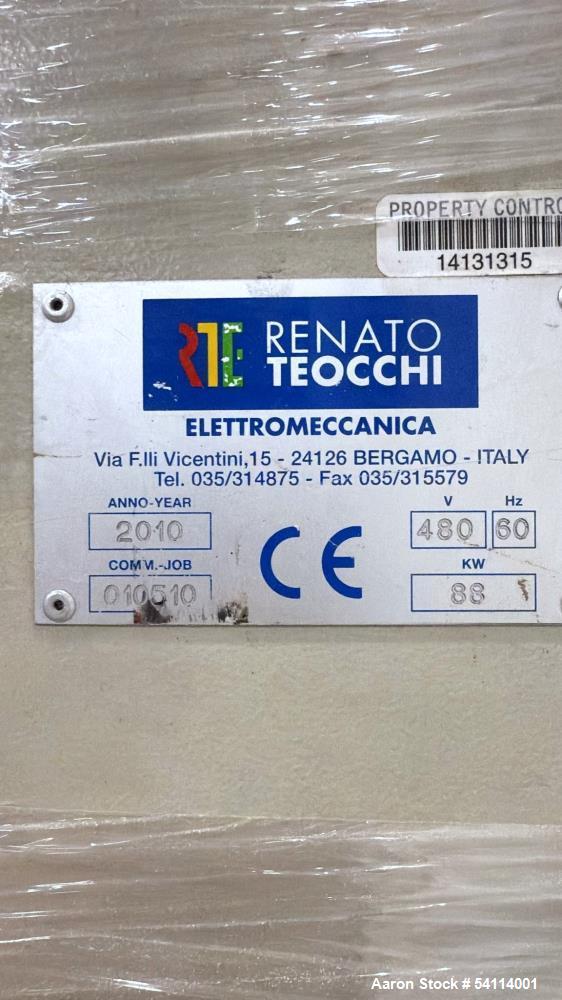 PROPERTY CONTRO
14131315
RTE RENATO
TEOCCHI
ELETTROMECCANICA
Via F.lli Vicentini,15 - 24126 BERGAMO - ITALY
Tel. 035/314875 - Fax 035/315579
ANNO-YEAR
2010
V
480
Hz
60
COMM.-JOB
010510
CE
KW
88
Aaron Stock # 54114001